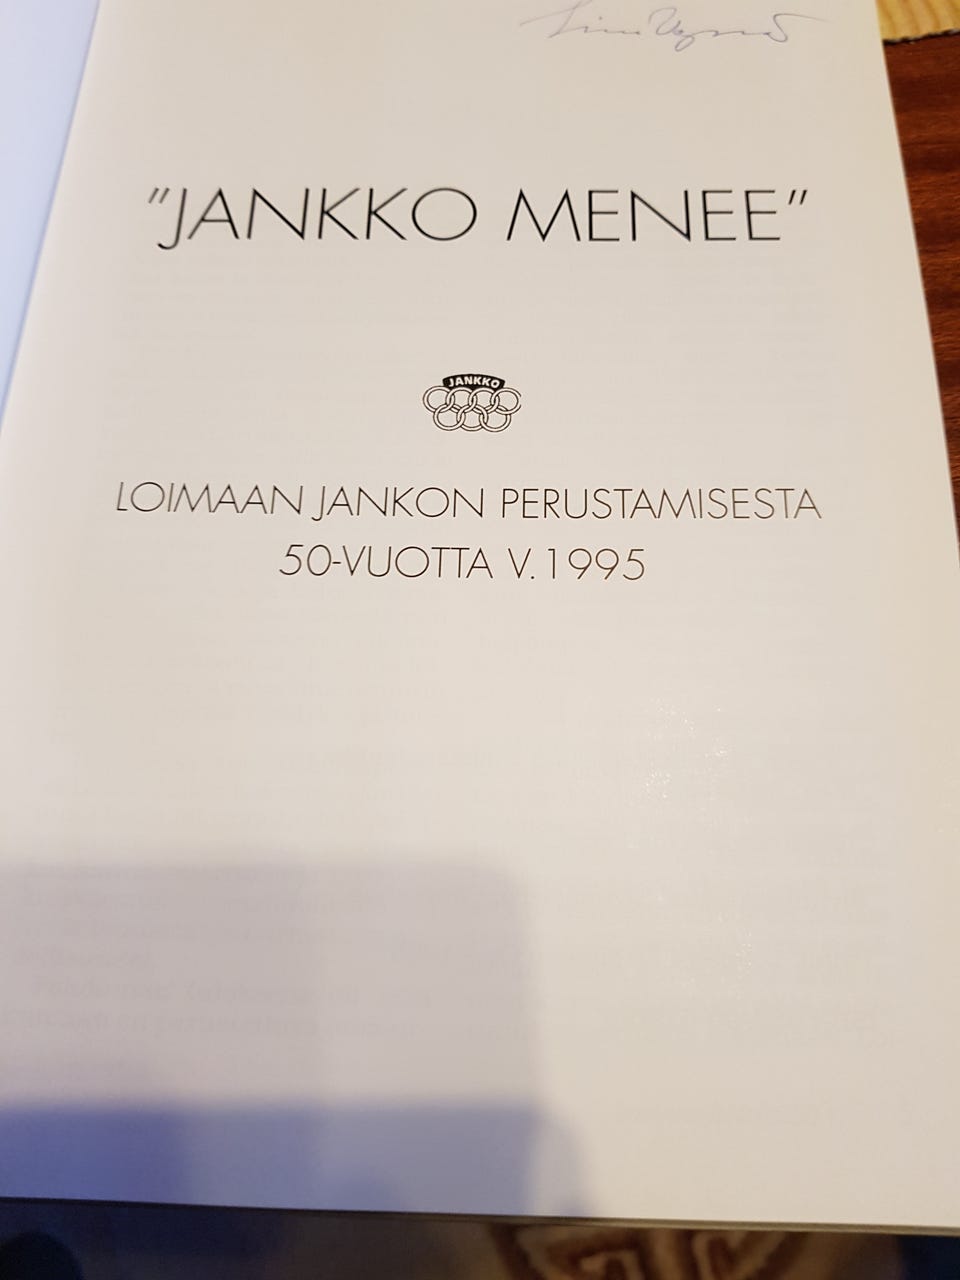 "JANKKO MENEE"
JANKKO
LOIMAAN JANKON PERUSTAMISESTA
50-VUOTTA V.1995